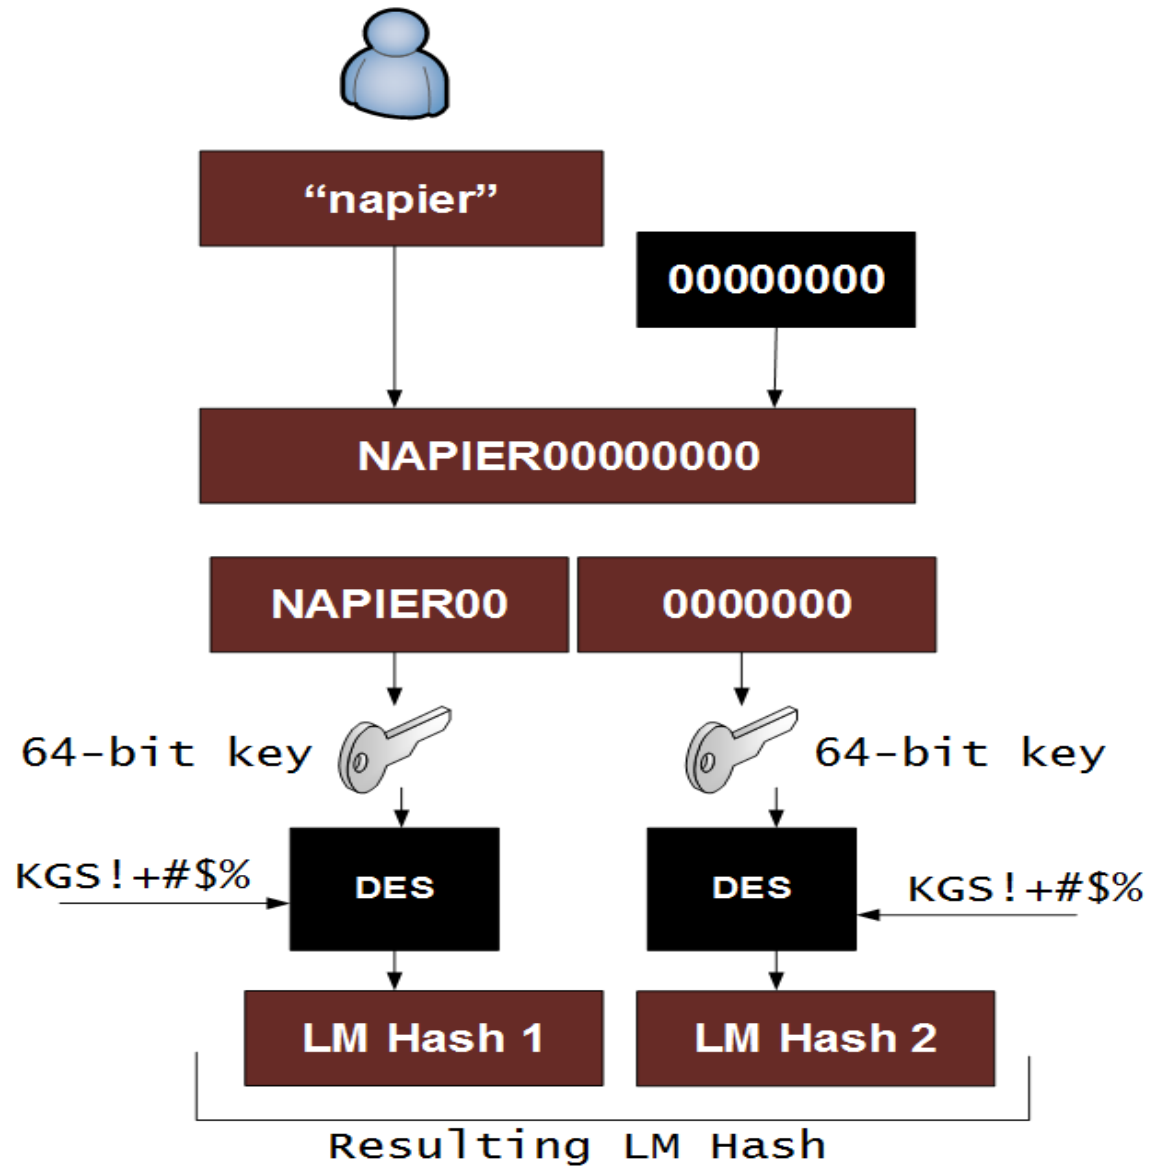 “napier”
00000000
NAPIER00000000
NAPIER00
0000000
64-bit key
64-bit key
KGS!+#$%
DES
DES
KGS!+#$%
LM Hash 1
LM Hash 2
Resulting LM Hash